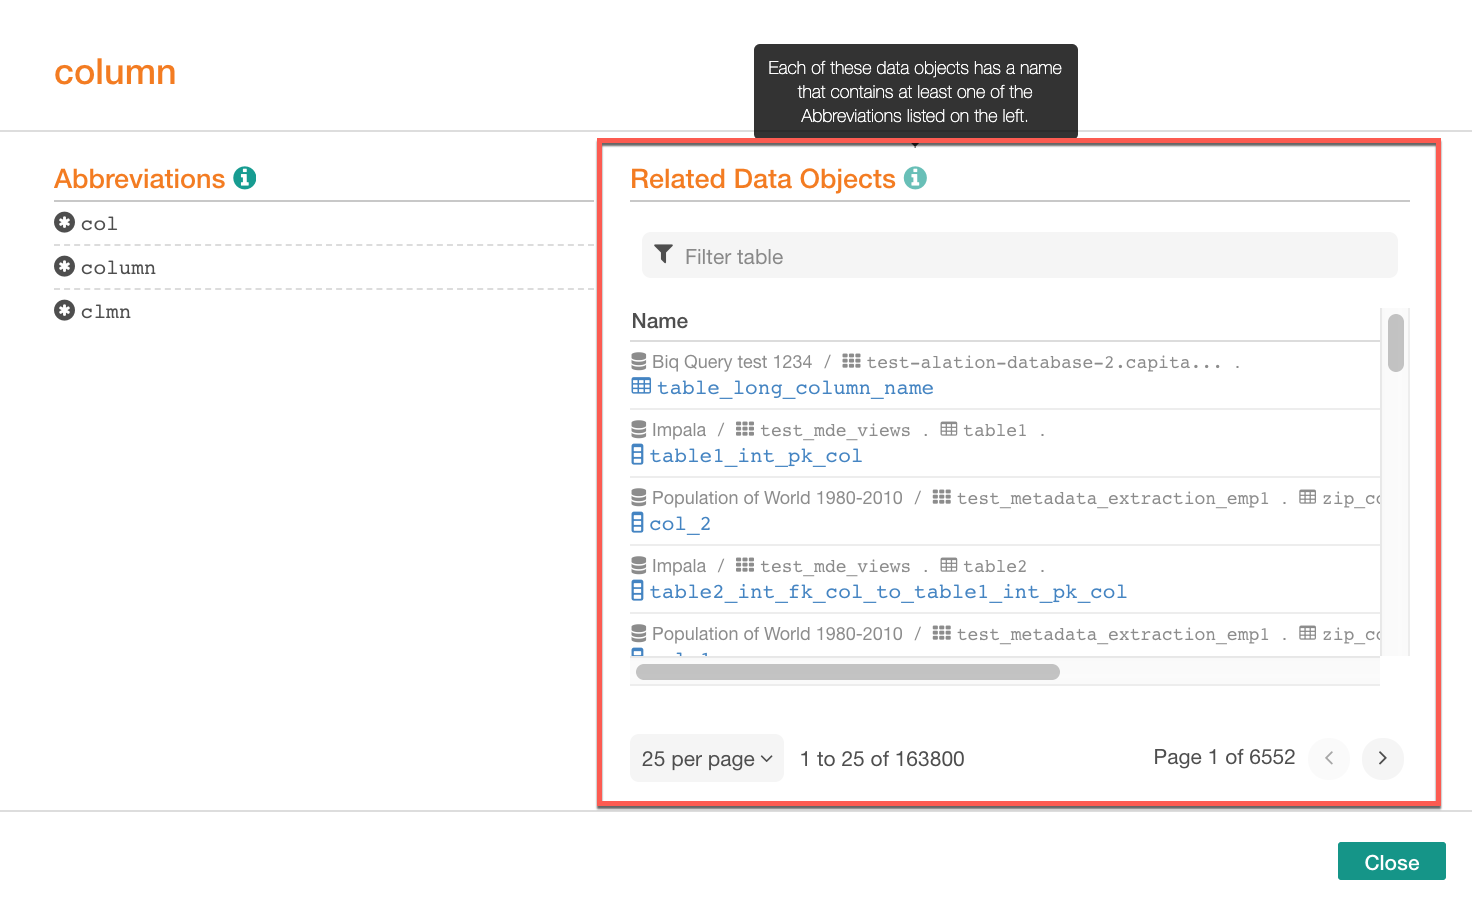 column
Each of these data objects has a name
that contains at least one of the
Abbreviations listed on the left.
Abbreviations
col
column
clmn
Related Data Objects
Filter table
Name
Biq Query test 1234 / test-alation-database-2.capita... .
table_long_column_name
Impala / test_mde_views . table1 .
table1_int_pk_col
Population of World 1980-2010 / test_metadata_extraction_emp1 . zip_co
col_2
Impala / test_mde_views . table2 .
table2_int_fk_col_to_table1_int_pk_col
Population of World 1980-2010 / test_metadata_extraction_emp1 . zip_co
25 per page
1 to 25 of 163800
Page 1 of 6552
Close